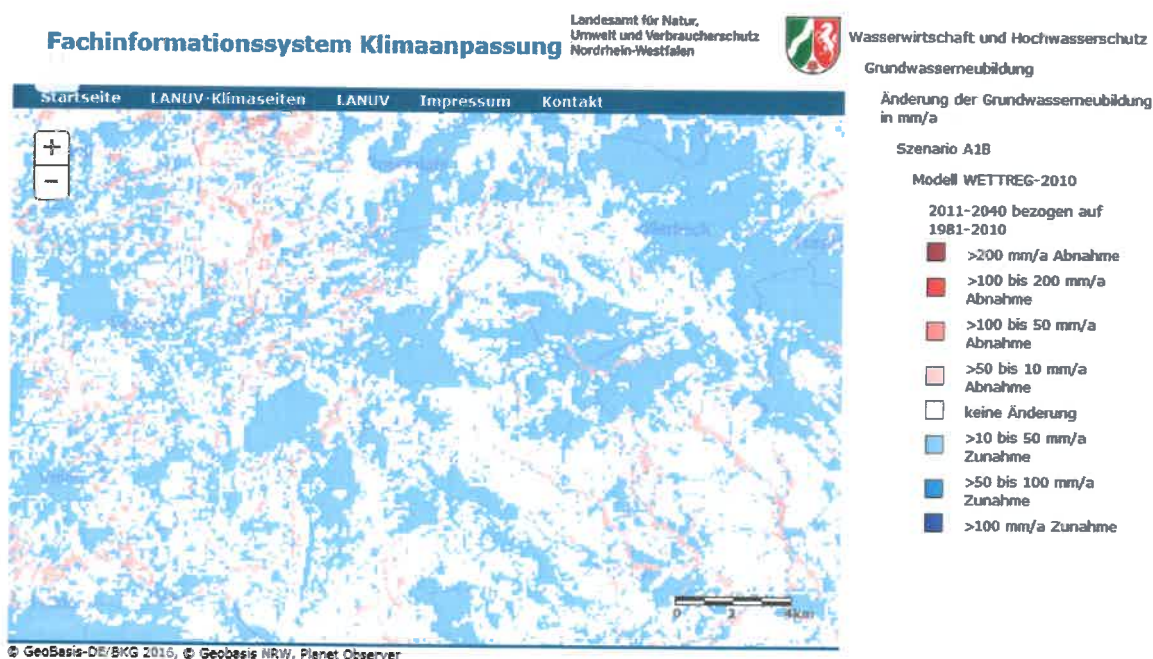 Fachinformationssystem Klimaanpassung
Landesamt für Natur,
Umwelt und Verbraucherschutz
Nordrhein-Westfalen
Startseite LANUV-Klimaseiten LANUV Impressum Kontakt
+
−
0 2 4km
© GeoBasis-DE/BKG 2016, © Geobasis NRW, Planet Observer
Wasserwirtschaft und Hochwasserschutz
Grundwasserneubildung
Änderung der Grundwasserneubildung
in mm/a
Szenario A1B
Modell WETTREG-2010
2011-2040 bezogen auf
1981-2010
>200 mm/a Abnahme
>100 bis 200 mm/a
Abnahme
>100 bis 50 mm/a
Abnahme
>50 bis 10 mm/a
Abnahme
keine Änderung
>10 bis 50 mm/a
Zunahme
>50 bis 100 mm/a
Zunahme
>100 mm/a Zunahme